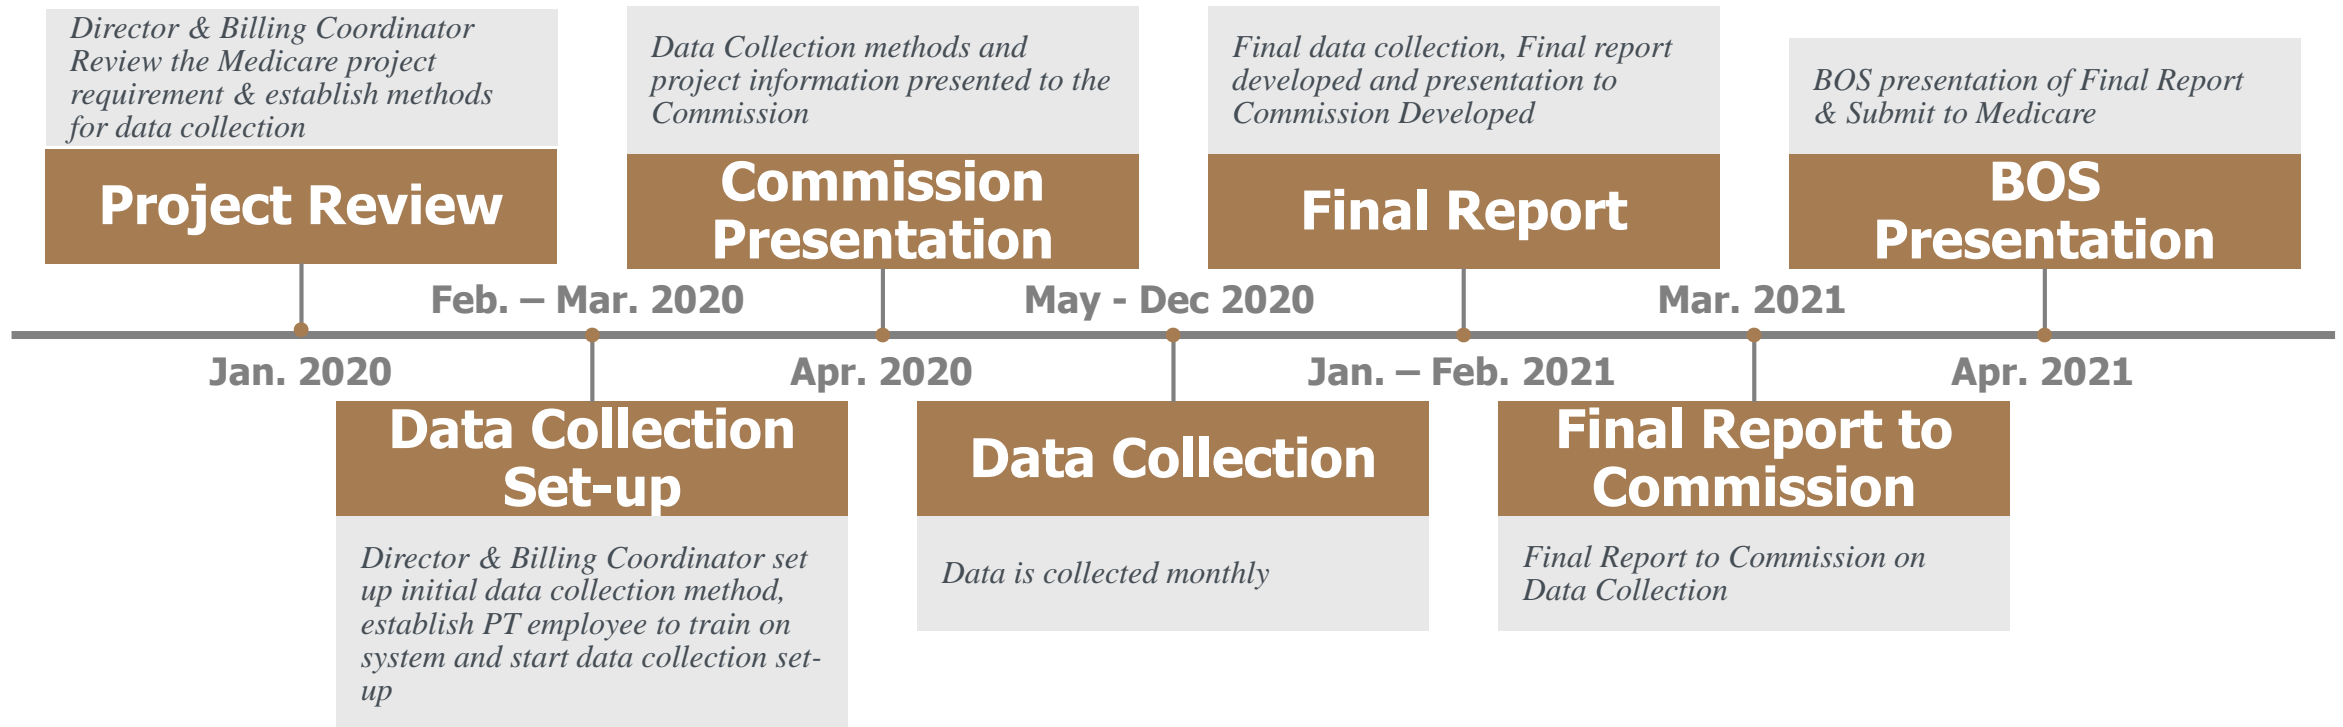 Director & Billing Coordinator
Review the Medicare project
requirement & establish methods
for data collection
Project Review
Jan. 2020
Feb. – Mar. 2020
Data Collection
Set-up
Director & Billing Coordinator set
up initial data collection method,
establish PT employee to train on
system and start data collection set-
up
Data Collection methods and
project information presented to the
Commission
Commission
Presentation
Apr. 2020
May - Dec 2020
Data Collection
Data is collected monthly
Final data collection, Final report
developed and presentation to
Commission Developed
Final Report
Jan. – Feb. 2021
Mar. 2021
Final Report to
Commission
Final Report to Commission on
Data Collection
BOS presentation of Final Report
& Submit to Medicare
BOS
Presentation
Apr. 2021